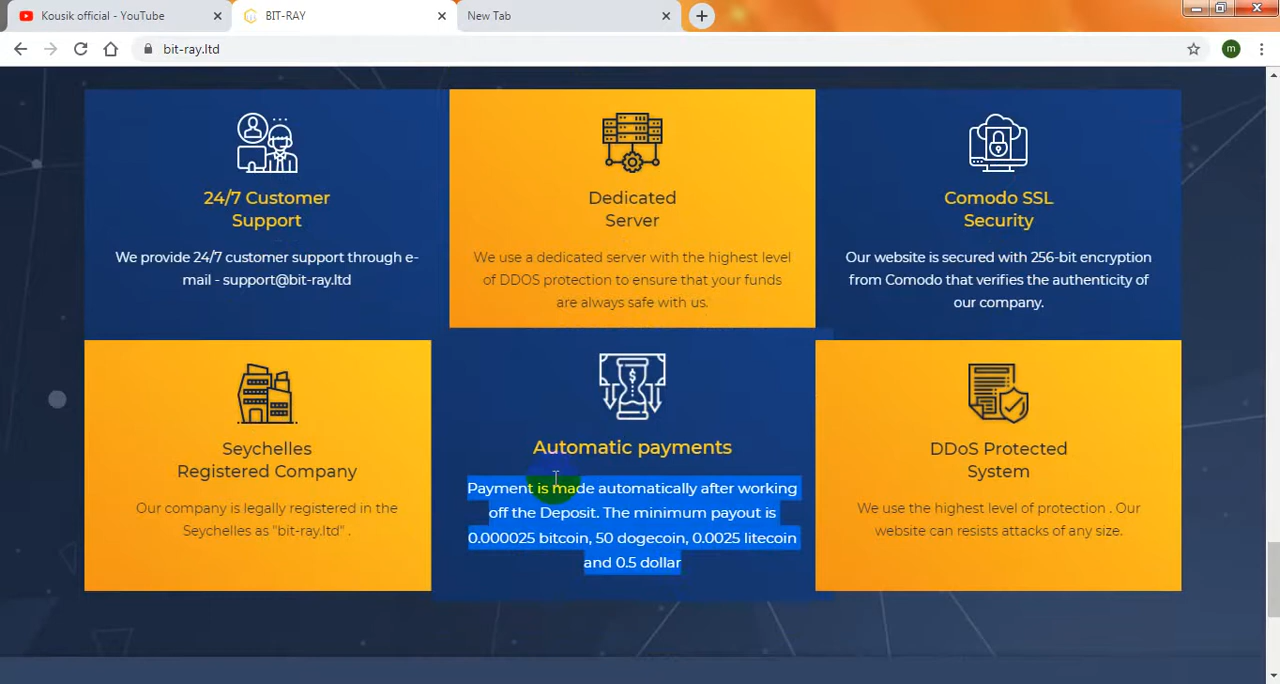 Kousik official - YouTube
BIT-RAY
New Tab
bit-ray.ltd
m
24/7 Customer
Support
We provide 24/7 customer support through e-
mail - support@bit-ray.ltd
Dedicated
Server
We use a dedicated server with the highest level
of DDOS protection to ensure that your funds
are always safe with us.
Comodo SSL
Security
Our website is secured with 256-bit encryption
from Comodo that verifies the authenticity of
our company.
Seychelles
Registered Company
Our company is legally registered in the
Seychelles as "bit-ray.ltd" .
Automatic payments
Payment is made automatically after working
off the Deposit. The minimum payout is
0.000025 bitcoin, 50 dogecoin, 0.0025 litecoin
and 0.5 dollar
DDoS Protected
System
We use the highest level of protection . Our
website can resists attacks of any size.